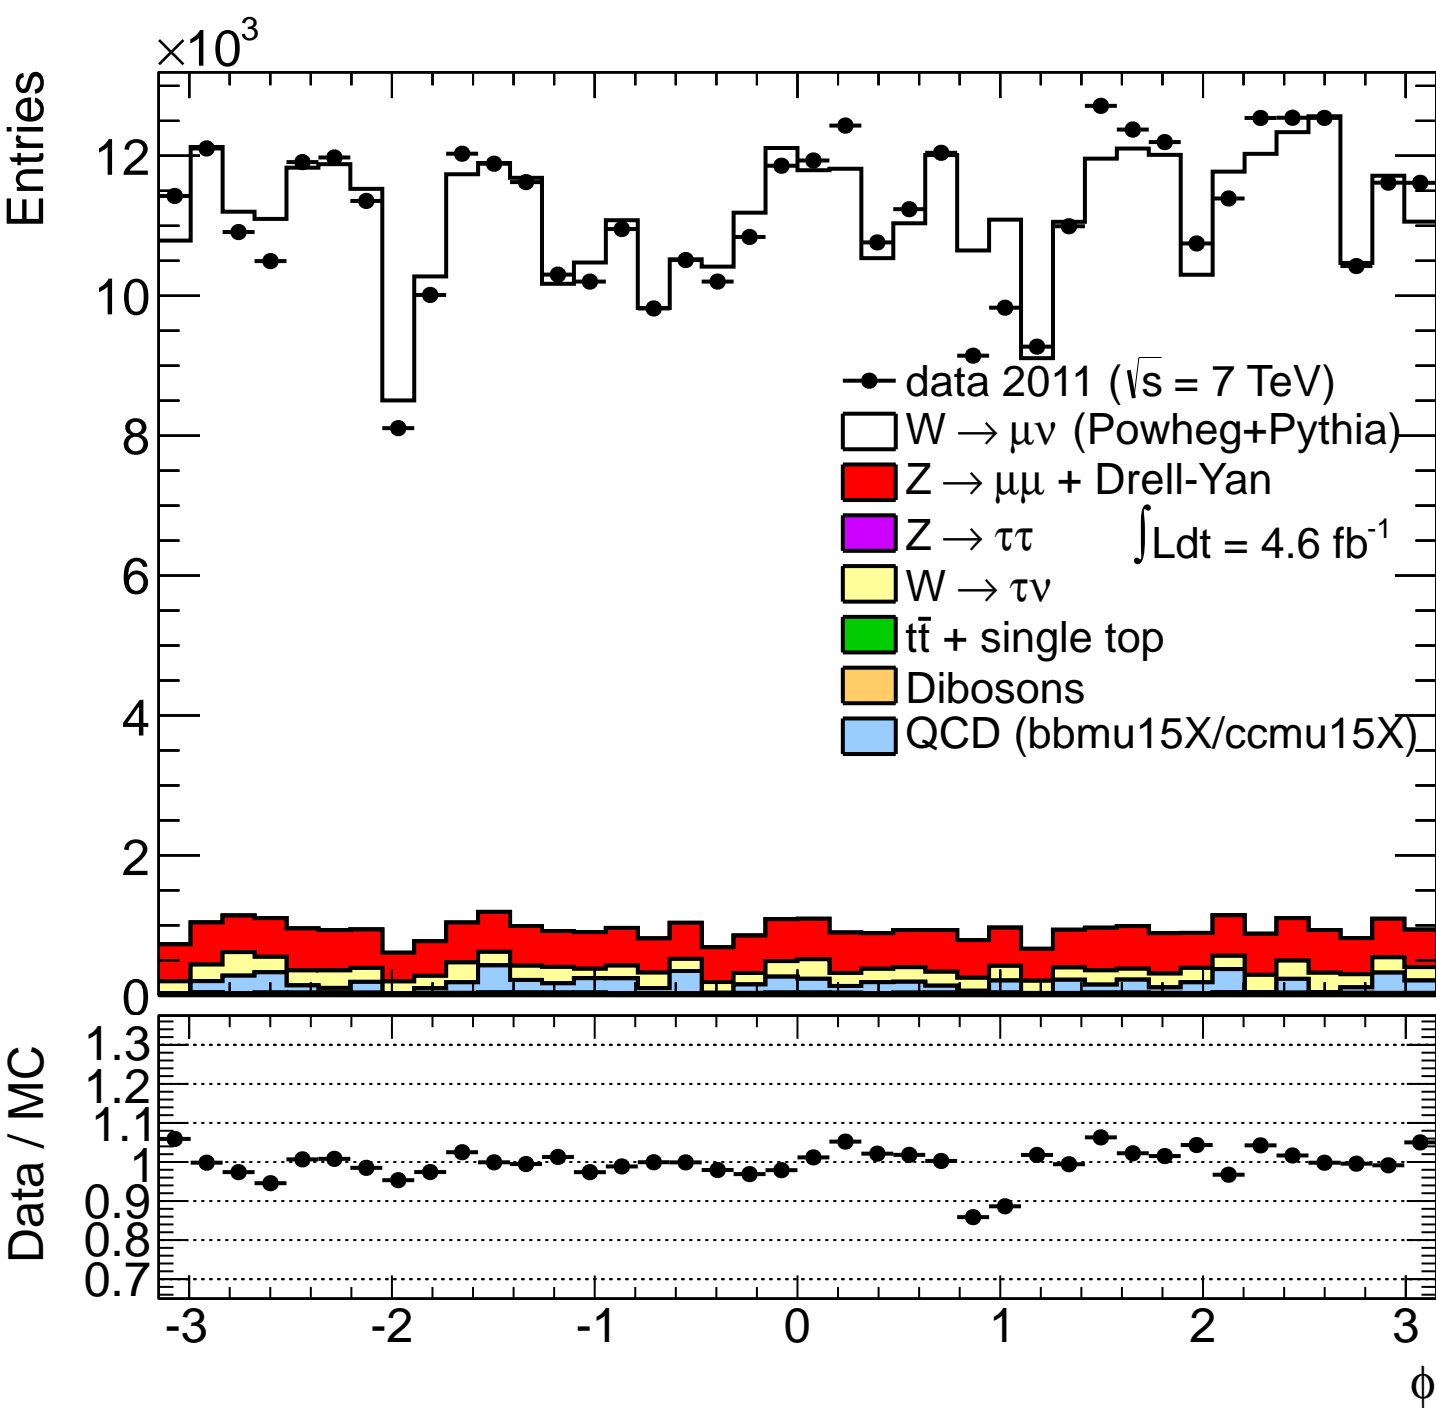 ×10³
Entries
12
10
8
6
4
2
0
data 2011 (√s = 7 TeV)
W → μν (Powheg+Pythia)
Z → μμ + Drell-Yan
Z → ττ
∫Ldt = 4.6 fb⁻¹
W → τν
tt̄ + single top
Dibosons
QCD (bbmu15X/ccmu15X)
Data / MC
1.3
1.2
1.1
1
0.9
0.8
0.7
-3 -2 -1 0 1 2 3
ϕ